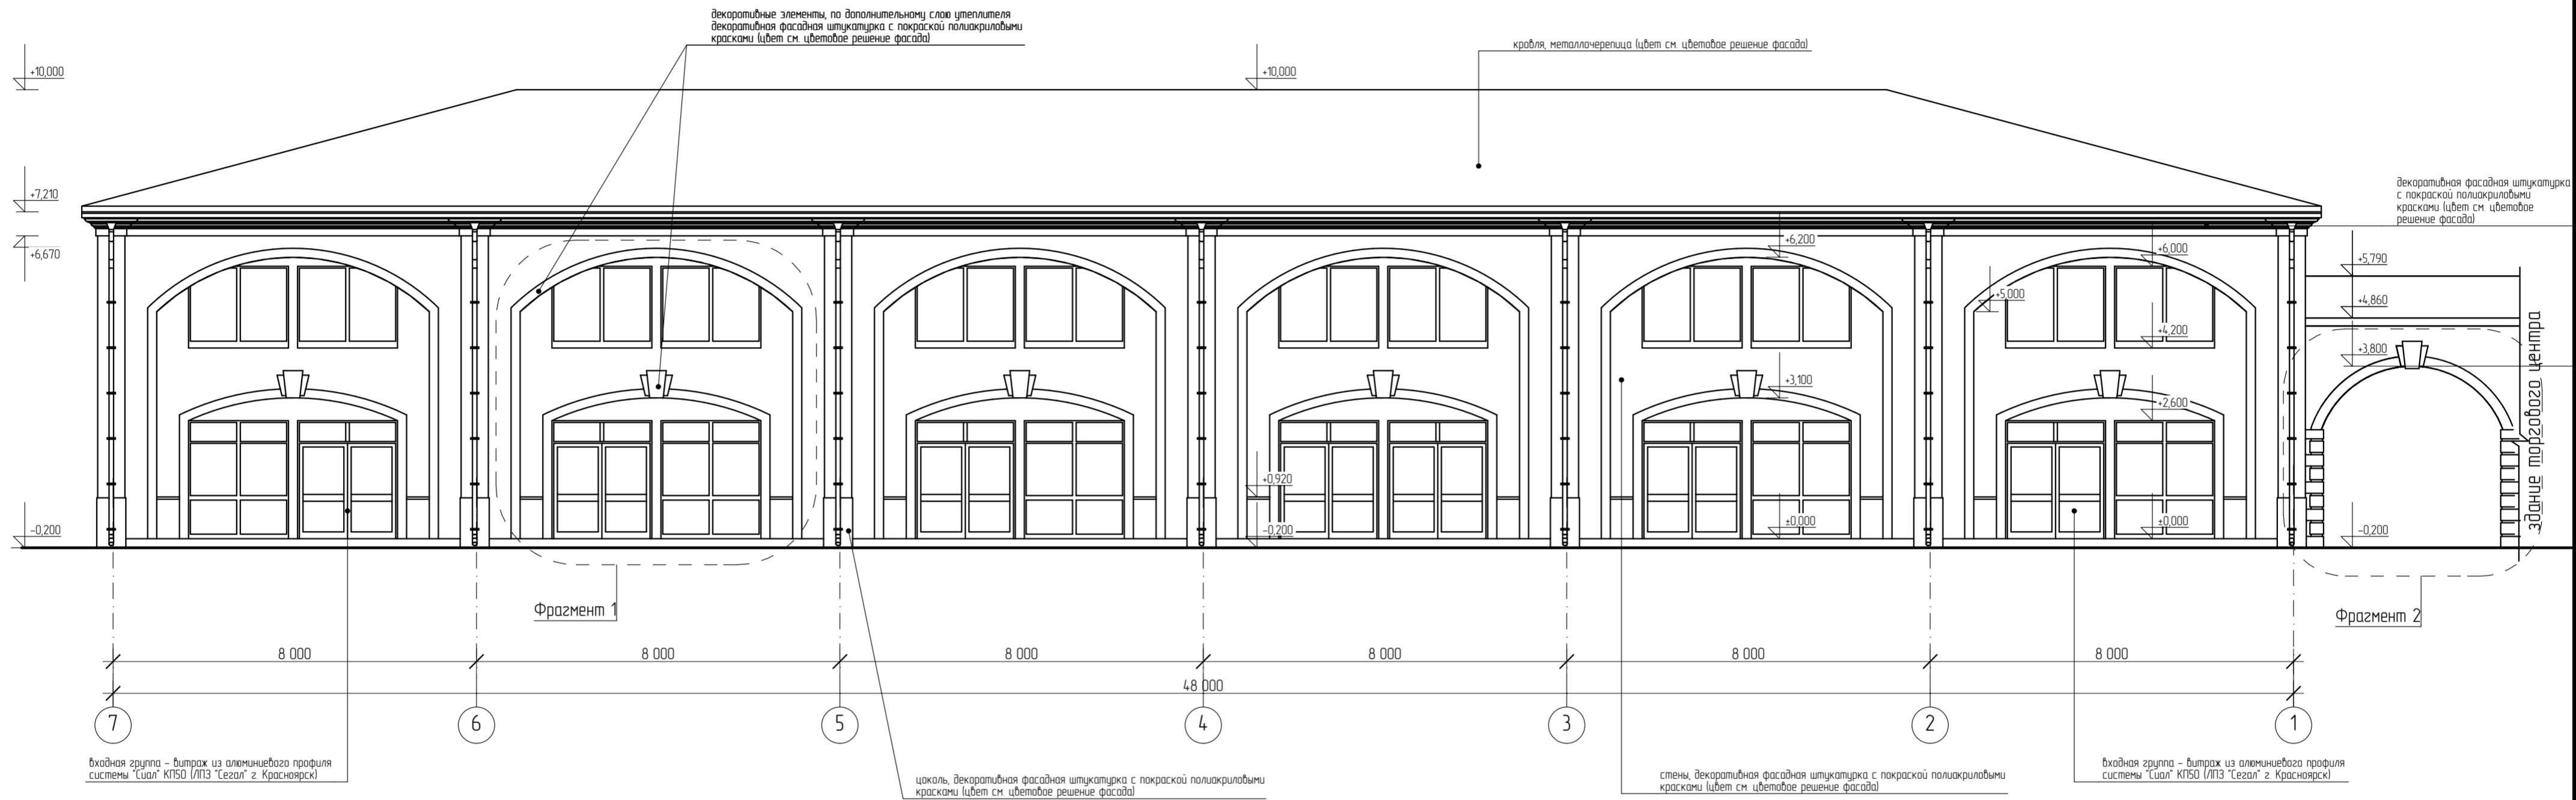 декоративные элементы, по дополнительному слою утеплителя
декоративная фасадная штукатурка с покраской полиакриловыми
красками (цвет см. цветовое решение фасада)
кровля, металлочерепица (цвет см. цветовое решение фасада)
+10,000
+10,000
+7,210
+6,670
-0,200
декоративная фасадная штукатурка
с покраской полиакриловыми
красками (цвет см. цветовое
решение фасада)
+6,200
+6,000
+5,790
+5,000
+4,860
+4,200
+3,800
+3,100
+2,600
+0,920
-0,200
±0,000
±0,000
-0,200
здание торгового центра
Фрагмент 1
Фрагмент 2
8 000
8 000
8 000
8 000
8 000
8 000
48 000
7
6
5
4
3
2
1
входная группа – витраж из алюминиевого профиля
системы "Сиал" КП50 (ЛПЗ "Сегал" г. Красноярск)
цоколь, декоративная фасадная штукатурка с покраской полиакриловыми
красками (цвет см. цветовое решение фасада)
стены, декоративная фасадная штукатурка с покраской полиакриловыми
красками (цвет см. цветовое решение фасада)
входная группа – витраж из алюминиевого профиля
системы "Сиал" КП50 (ЛПЗ "Сегал" г. Красноярск)